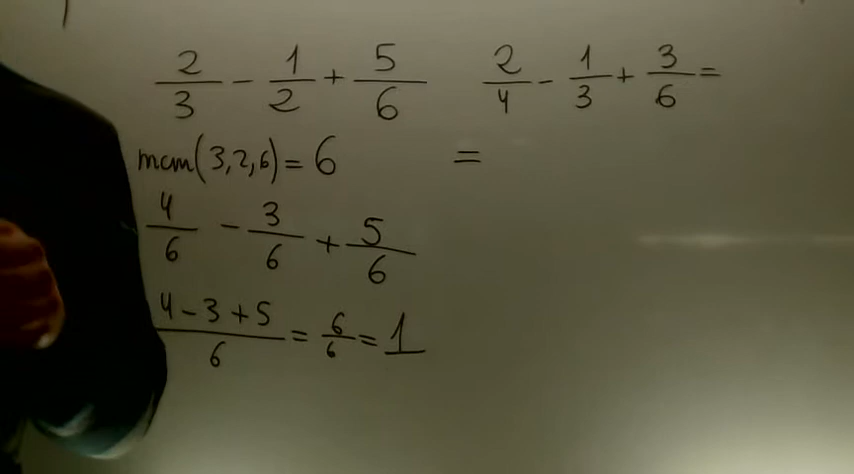 2/3 - 1/2 + 5/6
mcm(3,2,6) = 6
4/6 - 3/6 + 5/6
4-3+5/6 = 6/6 = 1
2/4 - 1/3 + 3/6 =
=